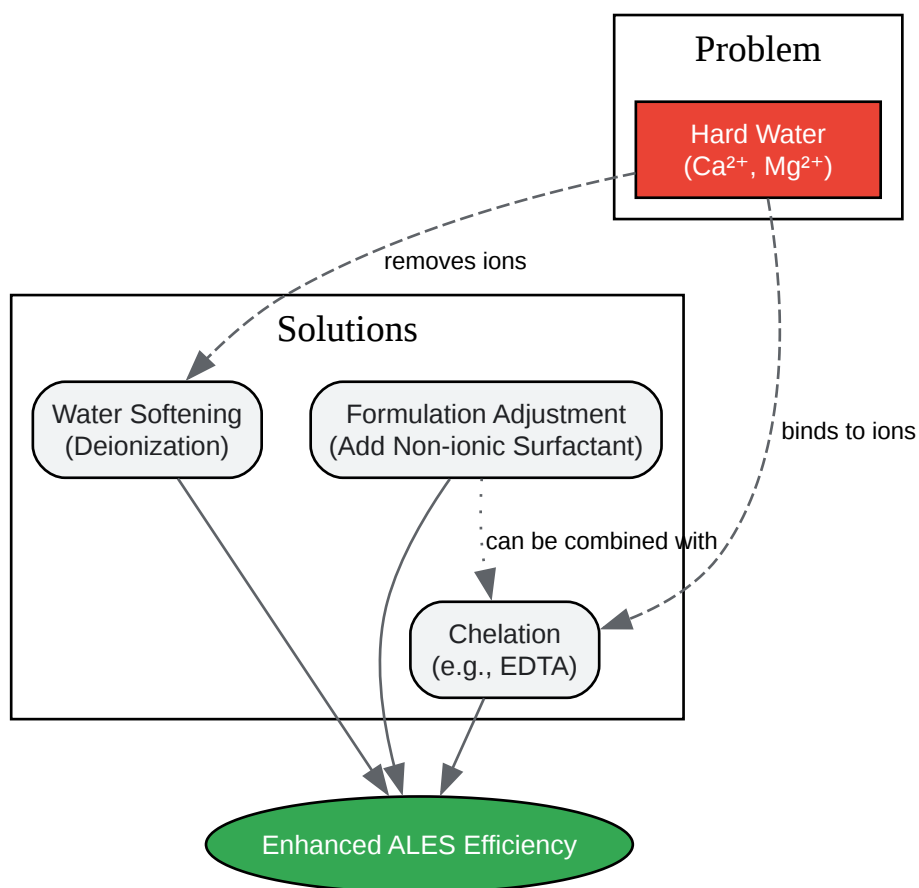 Problem
Hard Water
(Ca²⁺, Mg²⁺)
removes ions
Solutions
Water Softening
(Deionization)
Formulation Adjustment
(Add Non-ionic Surfactant)
binds to ions
can be combined with
Chelation
(e.g., EDTA)
Enhanced ALES Efficiency